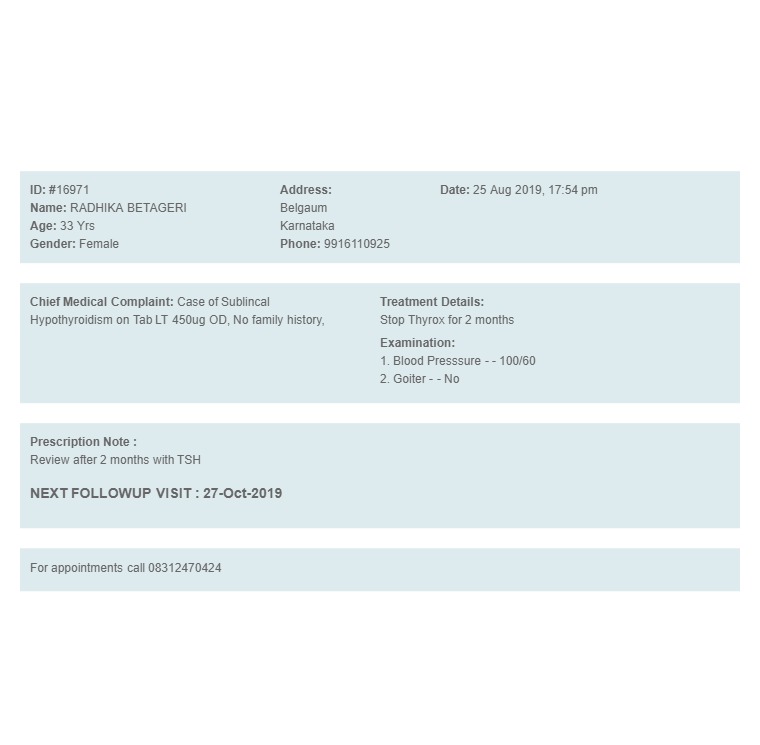 ID: #16971
Name: RADHIKA BETAGERI
Age: 33 Yrs
Gender: Female
Address:
Belgaum
Karnataka
Phone: 9916110925
Date: 25 Aug 2019, 17:54 pm
Chief Medical Complaint: Case of Sublincal
Hypothyroidism on Tab LT 450ug OD, No family history,
Treatment Details:
Stop Thyrox for 2 months
Examination:
1. Blood Presssure - - 100/60
2. Goiter - - No
Prescription Note :
Review after 2 months with TSH
NEXT FOLLOWUP VISIT : 27-Oct-2019
For appointments call 08312470424